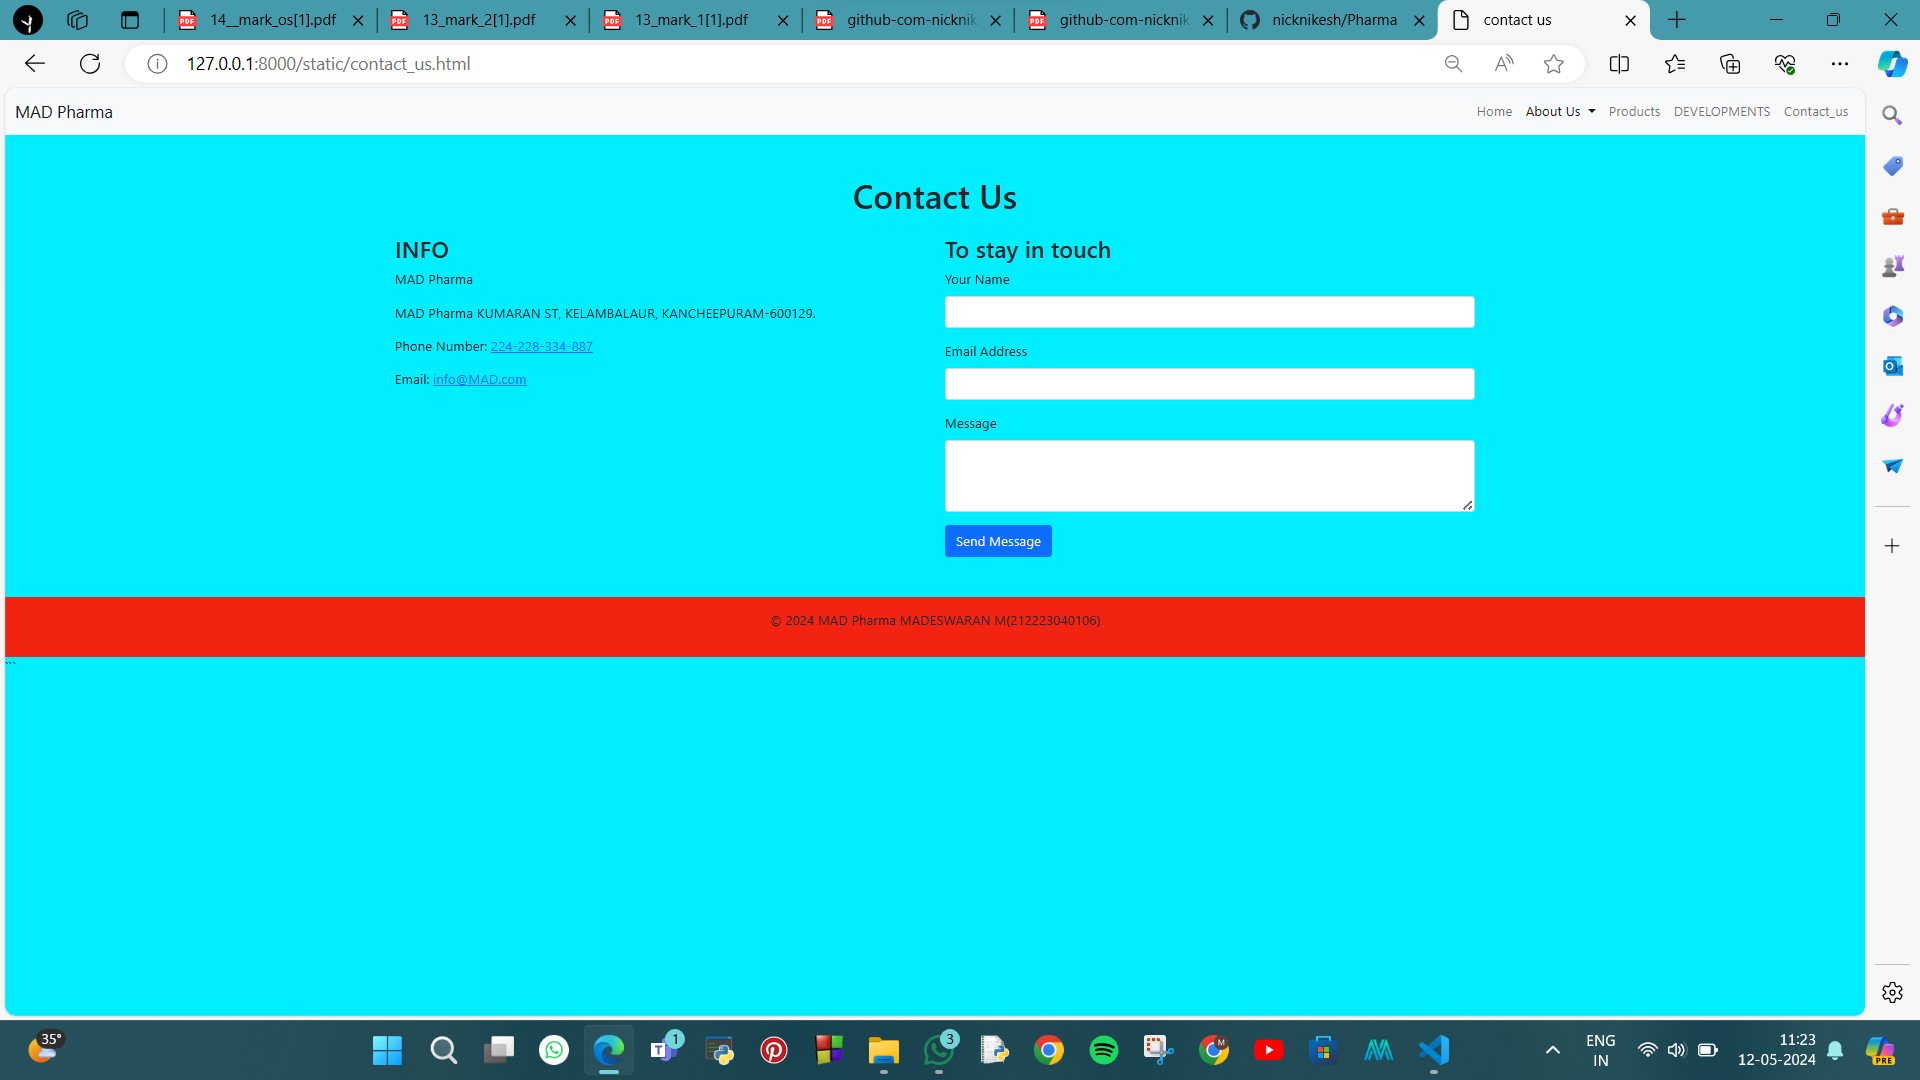 14__mark_os[1].pdf
13_mark_2[1].pdf
13_mark_1[1].pdf
github-com-nicknik
github-com-nicknik
nicknikesh/Pharma
contact us
127.0.0.1:8000/static/contact_us.html
MAD Pharma
Home
About Us
Products
DEVELOPMENTS
Contact_us
Contact Us
INFO
MAD Pharma
MAD Pharma KUMARAN ST, KELAMBALAUR, KANCHEEPURAM-600129.
Phone Number: 224-228-334-887
Email: info@MAD.com
To stay in touch
Your Name
Email Address
Message
Send Message
© 2024 MAD Pharma MADESWARAN M(212223040106)
```
35°
1
3
M
ENG
IN
11:23
12-05-2024
PRE